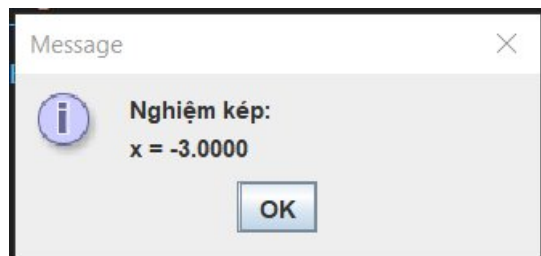 Message
Nghiệm kép:
x = -3.0000
OK